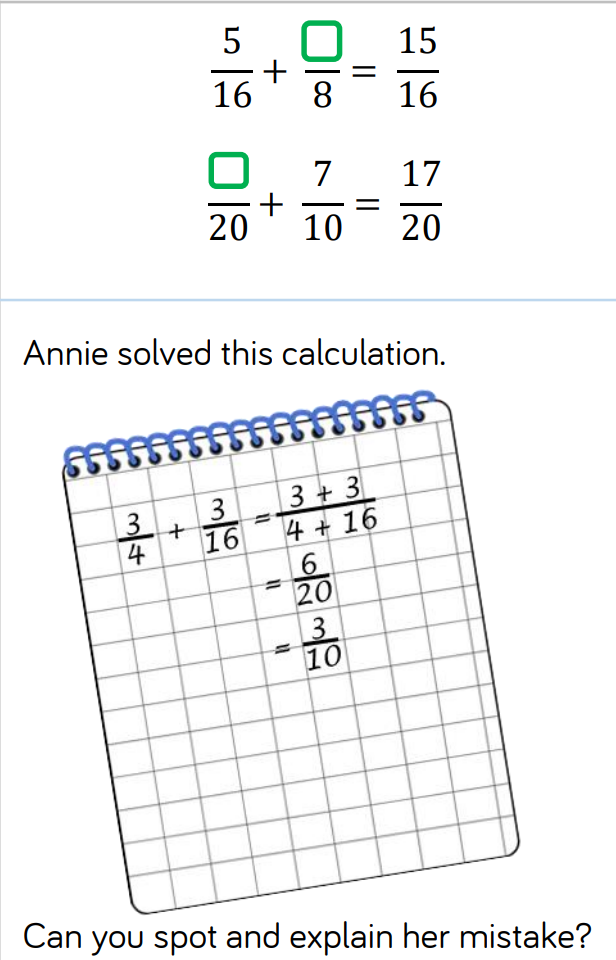 5/16 + □/8 = 15/16
□/20 + 7/10 = 17/20
Annie solved this calculation.
3/4 + 3/16 = (3 + 3)/(4 + 16)
= 6/20
= 3/10
Can you spot and explain her mistake?